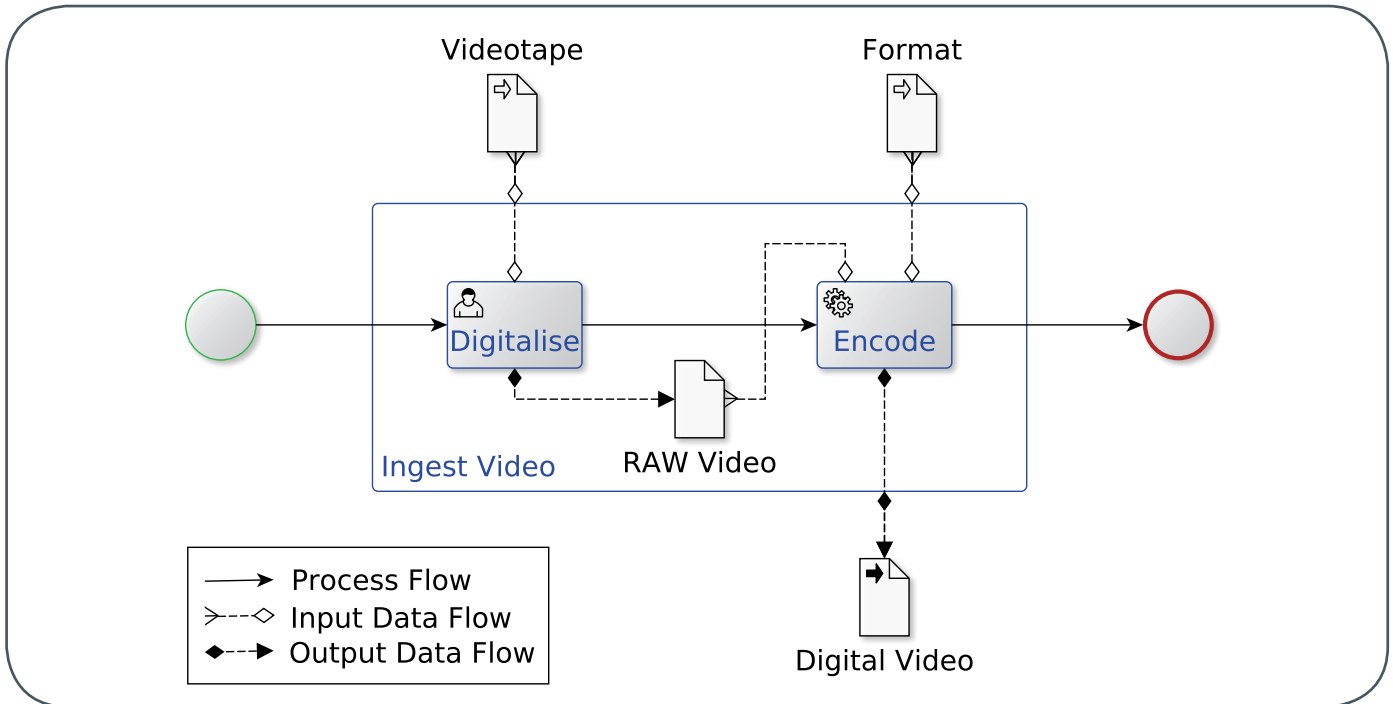 Videotape
Format
Digitalise
Encode
RAW Video
Ingest Video
Process Flow
Input Data Flow
Output Data Flow
Digital Video